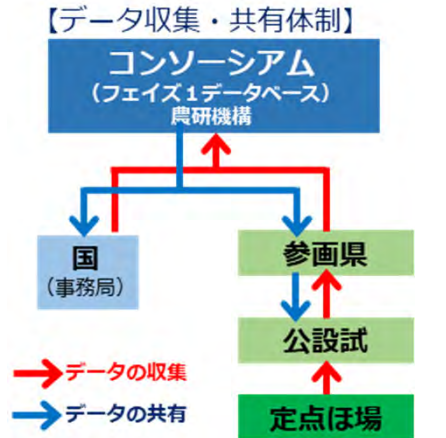 【データ収集・共有体制】
コンソーシアム
（フェイズ１データベース）
農研機構
国
（事務局）
参画県
公設試
定点ほ場
データの収集
データの共有